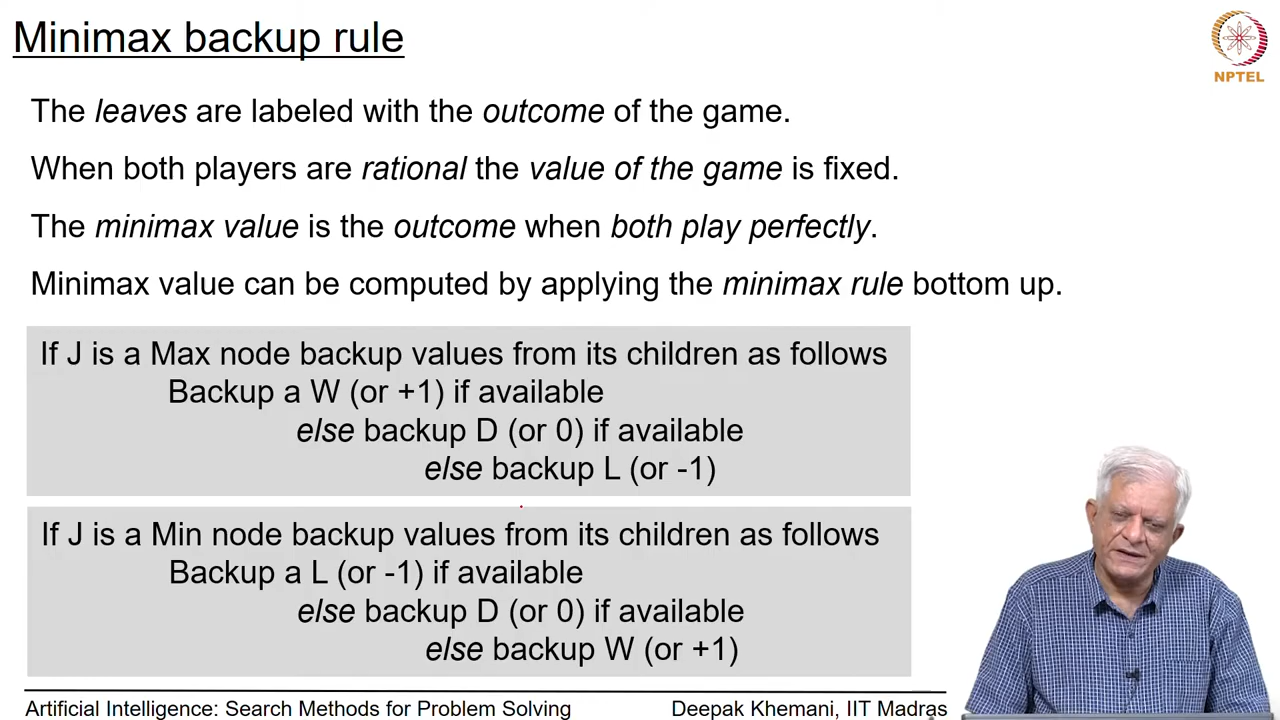 Minimax backup rule
NPTEL
The leaves are labeled with the outcome of the game.
When both players are rational the value of the game is fixed.
The minimax value is the outcome when both play perfectly.
Minimax value can be computed by applying the minimax rule bottom up.
If J is a Max node backup values from its children as follows
Backup a W (or +1) if available
else backup D (or 0) if available
else backup L (or -1)
If J is a Min node backup values from its children as follows
Backup a L (or -1) if available
else backup D (or 0) if available
else backup W (or +1)
Artificial Intelligence: Search Methods for Problem Solving
Deepak Khemani, IIT Madras